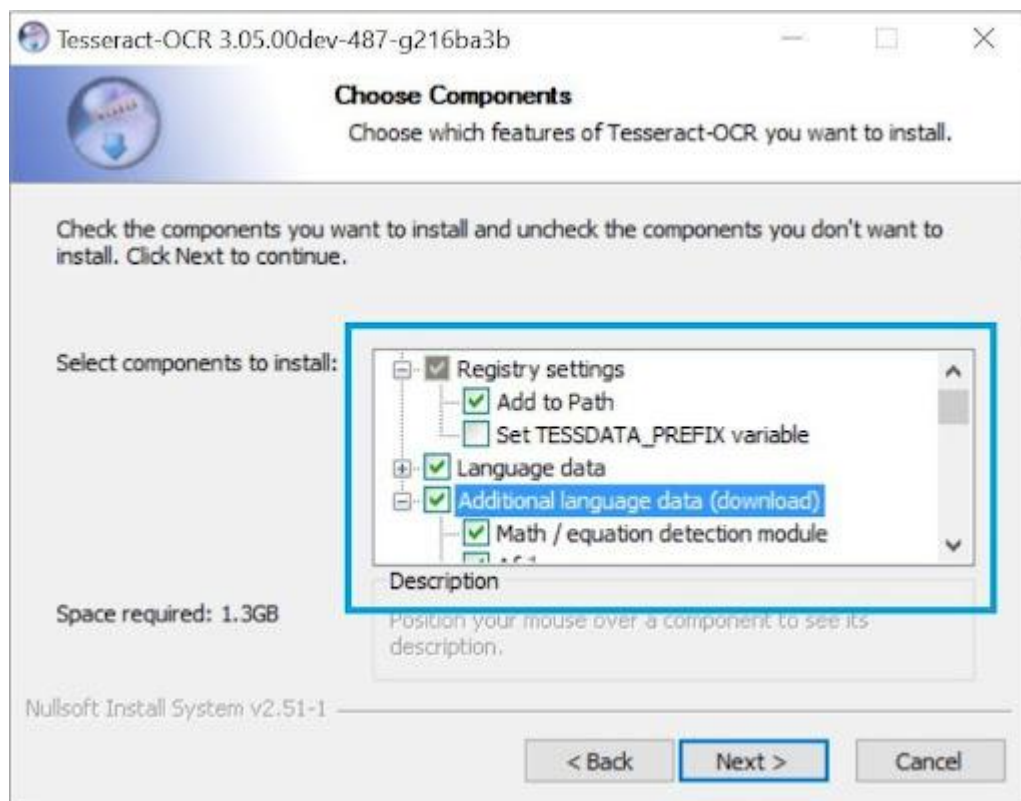 Tesseract-OCR 3.05.00dev-487-g216ba3b
Choose Components
Choose which features of Tesseract-OCR you want to install.
Check the components you want to install and uncheck the components you don't want to
install. Click Next to continue.
Select components to install:
Registry settings
Add to Path
Set TESSDATA_PREFIX variable
Language data
Additional language data (download)
Math / equation detection module
Description
Space required: 1.3GB
Position your mouse over a component to see its
description.
Nullsoft Install System v2.51-1
< Back
Next >
Cancel